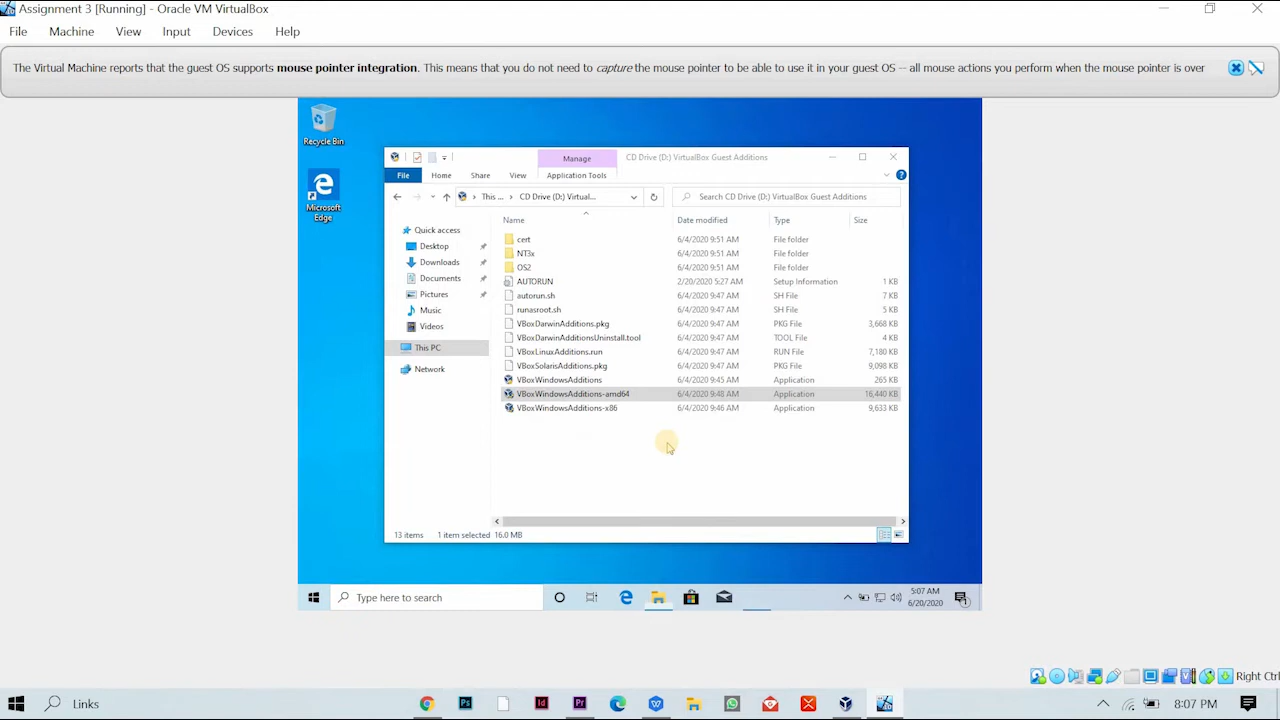 Assignment 3 [Running] - Oracle VM VirtualBox
File Machine View Input Devices Help
The Virtual Machine reports that the guest OS supports mouse pointer integration. This means that you do not need to capture the mouse pointer to be able to use it in your guest OS -- all mouse actions you perform when the mouse pointer is over
Recycle Bin
Microsoft
Edge
Manage CD Drive (D:) VirtualBox Guest Additions
File Home Share View Application Tools
This ... CD Drive (D:) Virtual... Search CD Drive (D:) VirtualBox Guest Additions
Name Date modified Type Size
Quick access
Desktop
Downloads
Documents
Pictures
Music
Videos
This PC
Network
cert 6/4/2020 9:51 AM File folder
NT3x 6/4/2020 9:51 AM File folder
OS2 6/4/2020 9:51 AM File folder
AUTORUN 2/20/2020 5:27 AM Setup Information 1 KB
autorun.sh 6/4/2020 9:47 AM SH File 7 KB
runasroot.sh 6/4/2020 9:47 AM SH File 5 KB
VBoxDarwinAdditions.pkg 6/4/2020 9:47 AM PKG File 3,668 KB
VBoxDarwinAdditionsUninstall.tool 6/4/2020 9:47 AM TOOL File 4 KB
VBoxLinuxAdditions.run 6/4/2020 9:47 AM RUN File 7,180 KB
VBoxSolarisAdditions.pkg 6/4/2020 9:47 AM PKG File 9,098 KB
VBoxWindowsAdditions 6/4/2020 9:45 AM Application 265 KB
VBoxWindowsAdditions-amd64 6/4/2020 9:48 AM Application 16,440 KB
VBoxWindowsAdditions-x86 6/4/2020 9:46 AM Application 9,633 KB
13 items 1 item selected 16.0 MB
Type here to search
5:07 AM
6/20/2020
1
Right Ctrl
Links
8:07 PM